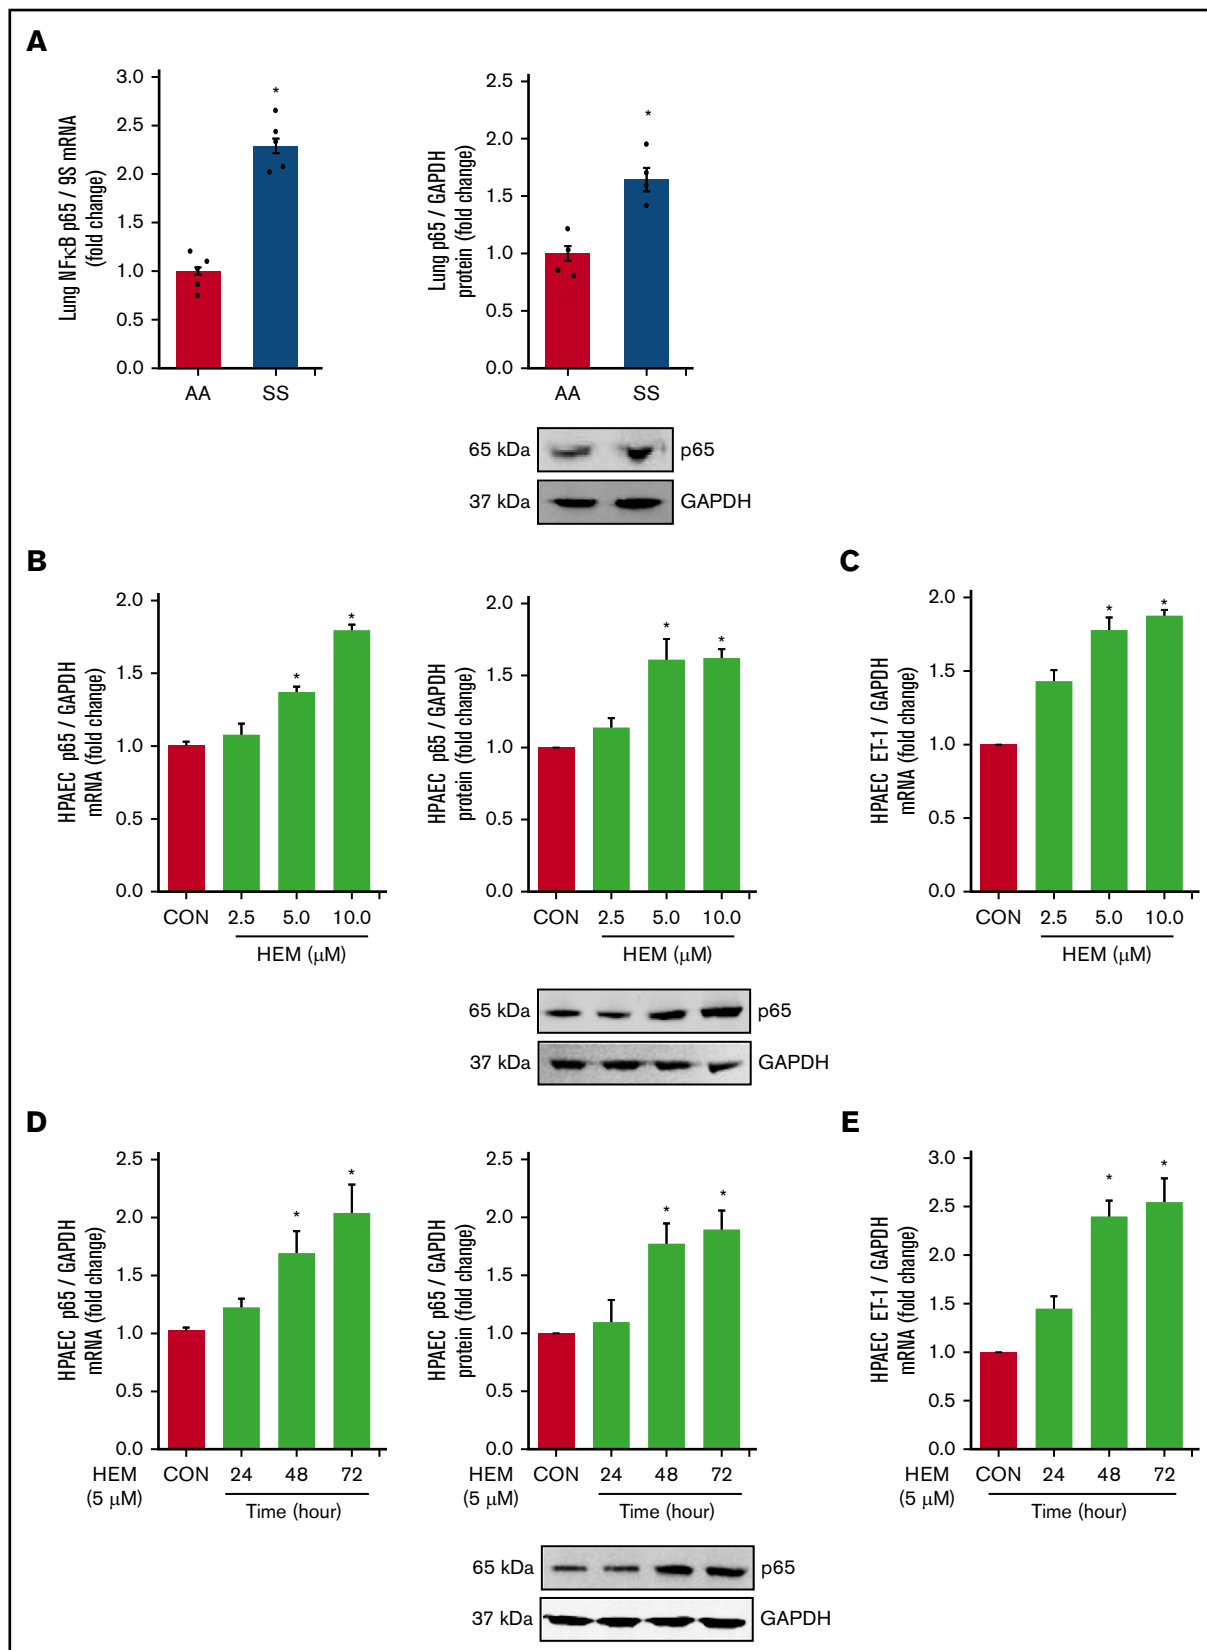 A
Lung NFκB p65 / 9S mRNA
(fold change)
3.0
2.5
2.0
1.5
1.0
0.5
0.0
*
AA
SS
Lung p65 / GAPDH
protein (fold change)
2.5
2.0
1.5
1.0
0.5
0.0
*
AA
SS
65 kDa
p65
37 kDa
GAPDH
B
HPAEC p65 / GAPDH
mRNA (fold change)
2.0
1.5
1.0
0.5
0.0
*
*
CON
2.5
5.0
10.0
HEM (μM)
HPAEC p65 / GAPDH
protein (fold change)
2.0
1.5
1.0
0.5
0.0
*
*
CON
2.5
5.0
10.0
HEM (μM)
65 kDa
p65
37 kDa
GAPDH
C
HPAEC ET-1 / GAPDH
mRNA (fold change)
2.0
1.5
1.0
0.5
0.0
*
*
CON
2.5
5.0
10.0
HEM (μM)
D
HPAEC p65 / GAPDH
mRNA (fold change)
2.5
2.0
1.5
1.0
0.5
0.0
*
*
HEM
(5 μM)
CON
24
48
72
Time (hour)
HPAEC p65 / GAPDH
protein (fold change)
2.5
2.0
1.5
1.0
0.5
0.0
*
*
HEM
(5 μM)
CON
24
48
72
Time (hour)
65 kDa
p65
37 kDa
GAPDH
E
HPAEC ET-1 / GAPDH
mRNA (fold change)
3.0
2.5
2.0
1.5
1.0
0.5
0.0
*
*
HEM
(5 μM)
CON
24
48
72
Time (hour)